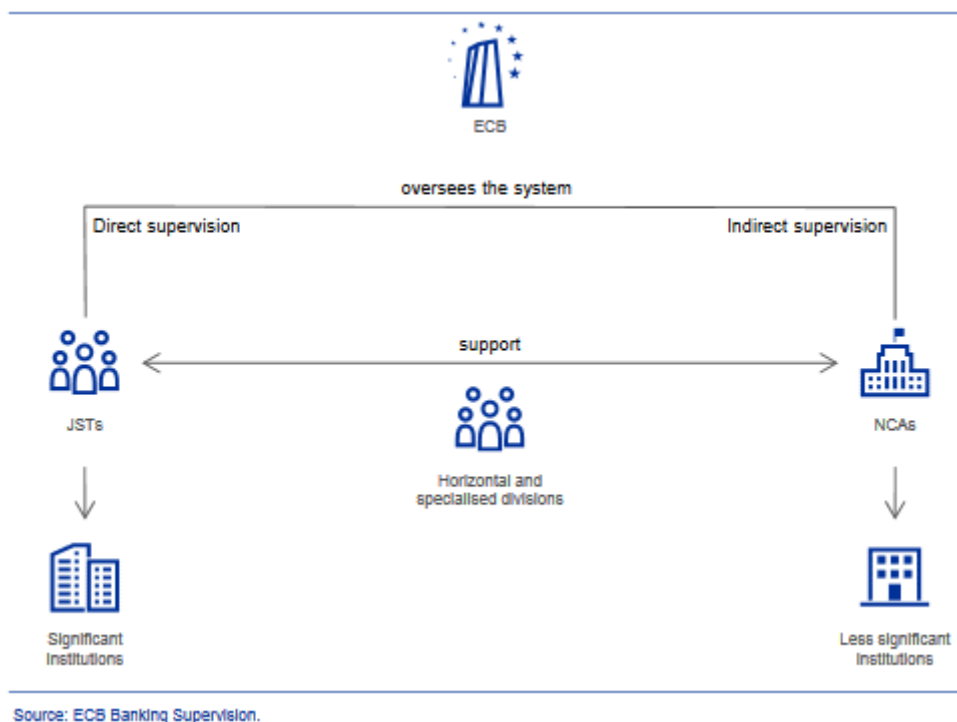 ECB
oversees the system
Direct supervision
Indirect supervision
support
JSTs
NCAs
Horizontal and
specialised divisions
Significant
institutions
Less significant
institutions
Source: ECB Banking Supervision.